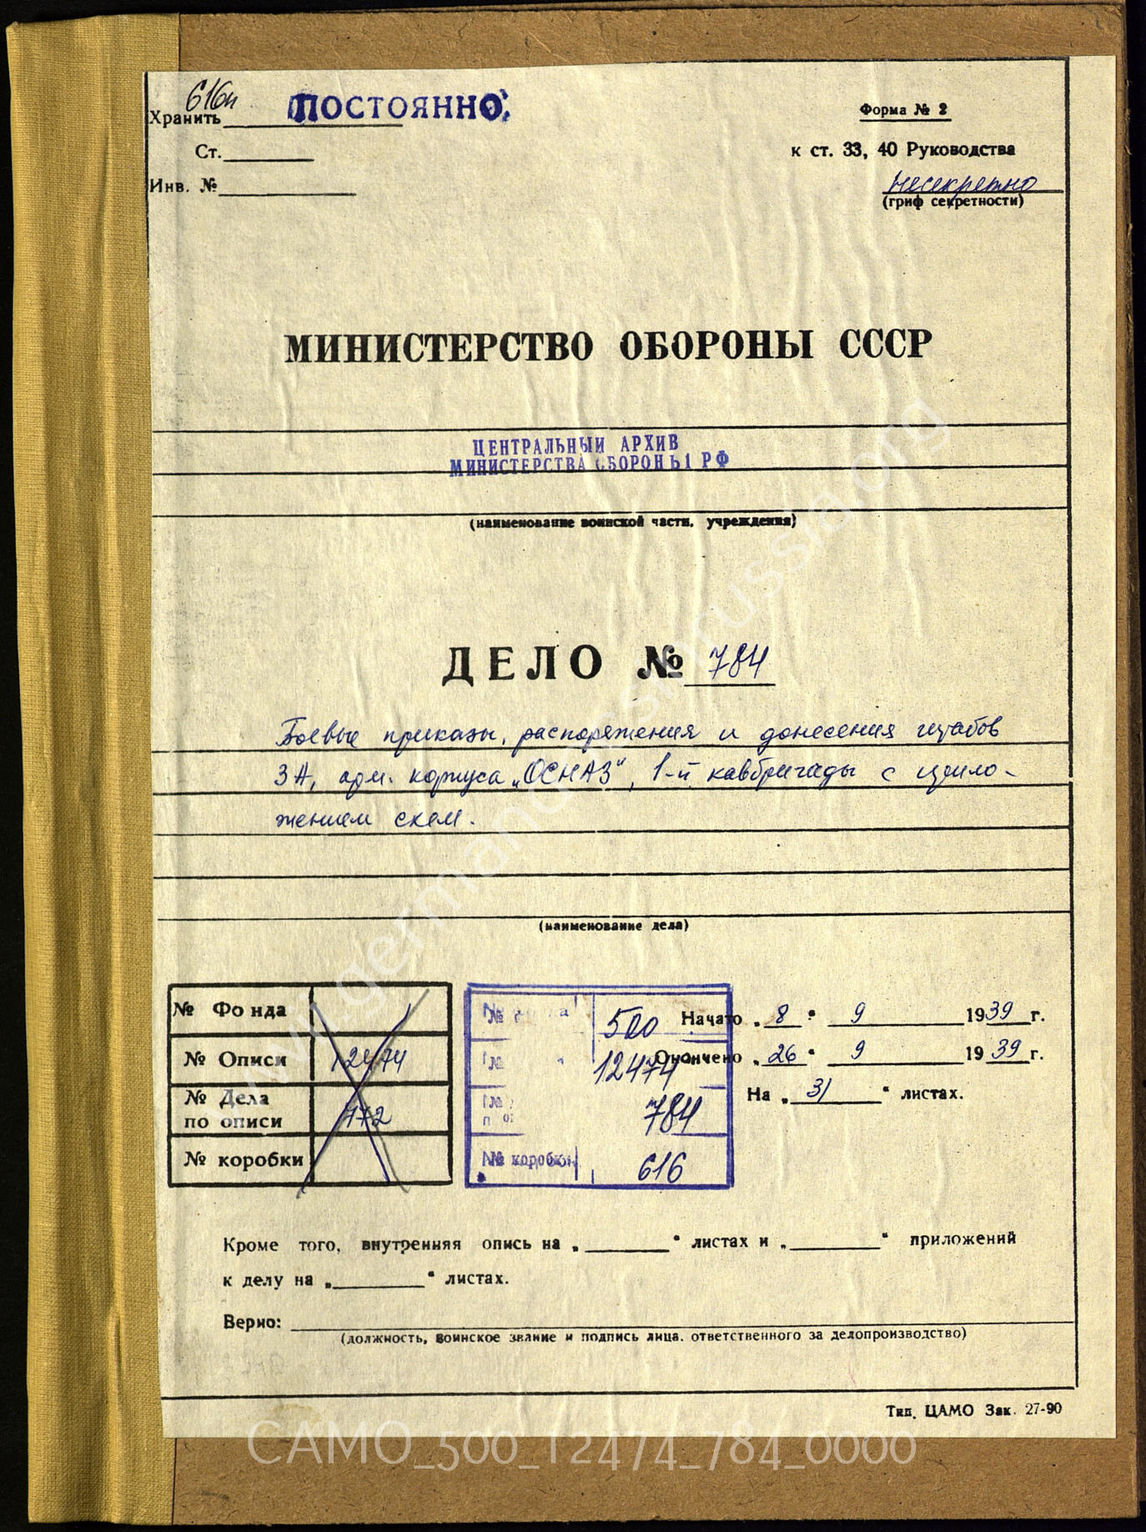 616н
Хранить ПОСТОЯННО.
Ст.
Инв. №
Форма № 2
к ст. 33, 40 Руководства
несекретно
(гриф секретности)
МИНИСТЕРСТВО ОБОРОНЫ СССР
ЦЕНТРАЛЬНЫЙ АРХИВ
МИНИСТЕРСТВА ОБОРОНЫ РФ
(наименование воинской части, учреждения)
ДЕЛО № 784
Боевые приказы, распоряжения и донесения штабов
3А, арм. корпуса „ОСНАЗ", 1-й кавбригады с прило-
жением схем.
(наименование дела)
№ Фонда
№ Описи 12474
№ Дела
по описи 772
№ коробки
500
12474
784
№ коробки 616
Начато „8" 9 1939 г.
Окончено „26" 9 1939 г.
На „31" листах.
Кроме того, внутренняя опись на „ " листах и „ " приложений
к делу на „ " листах.
Верно:
(должность, воинское звание и подпись лица, ответственного за делопроизводство)
Тип. ЦАМО Зак. 27-90
www.germandocsinrussia.org
CAMO_500_12474_784_0000